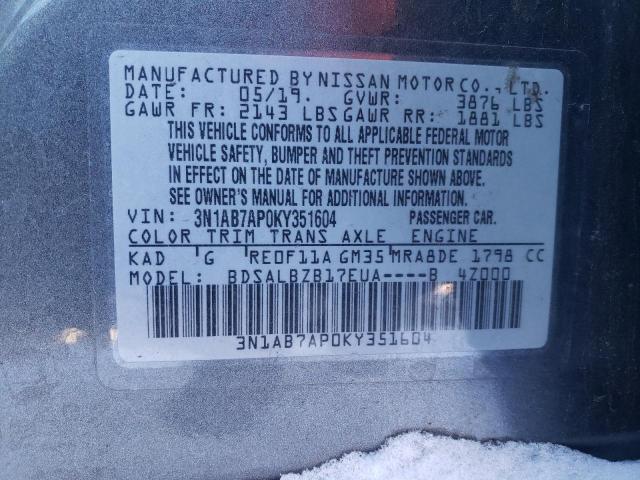 MANUFACTURED BY NISSAN MOTOR CO., LTD.
DATE: 05/19. GVWR: 3876 LBS
GAWR FR: 2143 LBS GAWR RR: 1881 LBS
THIS VEHICLE CONFORMS TO ALL APPLICABLE FEDERAL MOTOR
VEHICLE SAFETY, BUMPER AND THEFT PREVENTION STANDARDS
IN EFFECT ON THE DATE OF MANUFACTURE SHOWN ABOVE.
SEE OWNER'S MANUAL FOR ADDITIONAL INFORMATION.
VIN: 3N1AB7AP0KY351604 PASSENGER CAR.
COLOR TRIM TRANS AXLE ENGINE
KAD G RE0F11A GM35 MRA8DE 1798 CC
MODEL: BDSALBZB17EUA----B 4Z000
3N1AB7AP0KY351604